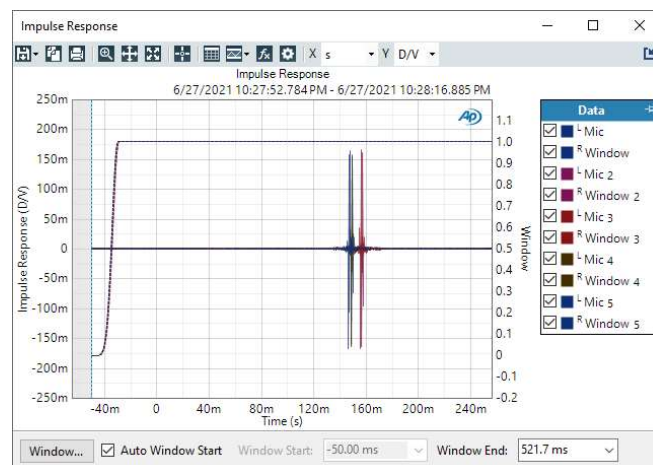 Impulse Response
X s Y D/V
Impulse Response
6/27/2021 10:27:52.784 PM - 6/27/2021 10:28:16.885 PM
250m
200m
150m
100m
50m
0
-50m
-100m
-150m
-200m
-250m
Impulse Response (D/V)
AP
1.1
1.0
0.9
0.8
0.7
0.6
0.5
0.4
0.3
0.2
0.1
0
-0.1
-0.2
Window
-40m 0 40m 80m 120m 160m 200m 240m
Time (s)
Data
L Mic
R Window
L Mic 2
R Window 2
L Mic 3
R Window 3
L Mic 4
R Window 4
L Mic 5
R Window 5
Window... Auto Window Start Window Start: -50.00 ms Window End: 521.7 ms